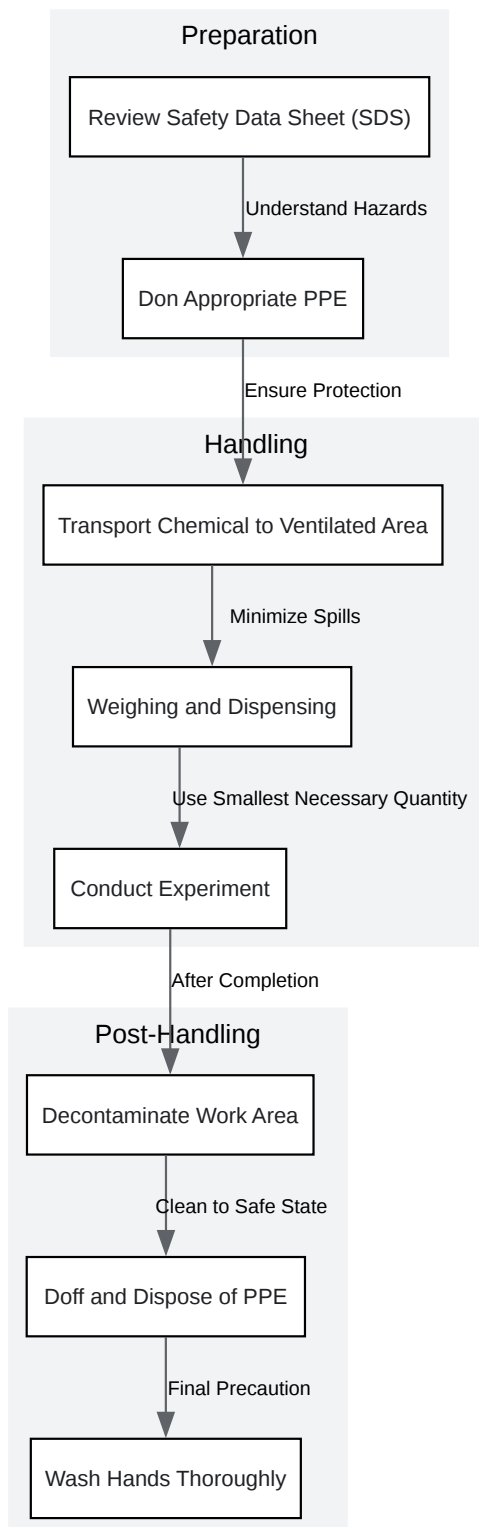 Preparation
Review Safety Data Sheet (SDS)
Understand Hazards
Don Appropriate PPE
Ensure Protection
Handling
Transport Chemical to Ventilated Area
Minimize Spills
Weighing and Dispensing
Use Smallest Necessary Quantity
Conduct Experiment
After Completion
Post-Handling
Decontaminate Work Area
Clean to Safe State
Doff and Dispose of PPE
Final Precaution
Wash Hands Thoroughly